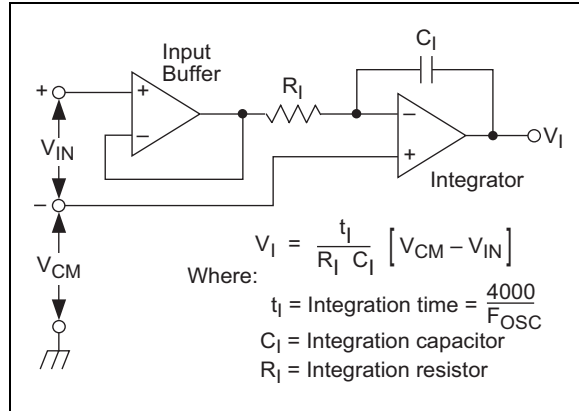 Input
Buffer
C_I
R_I
+
+
−
V_IN
−
+
V_I
Integrator
−
V_CM
V_I = t_I / R_I C_I [ V_CM – V_IN ]
Where:
t_I = Integration time = 4000 / F_OSC
C_I = Integration capacitor
R_I = Integration resistor